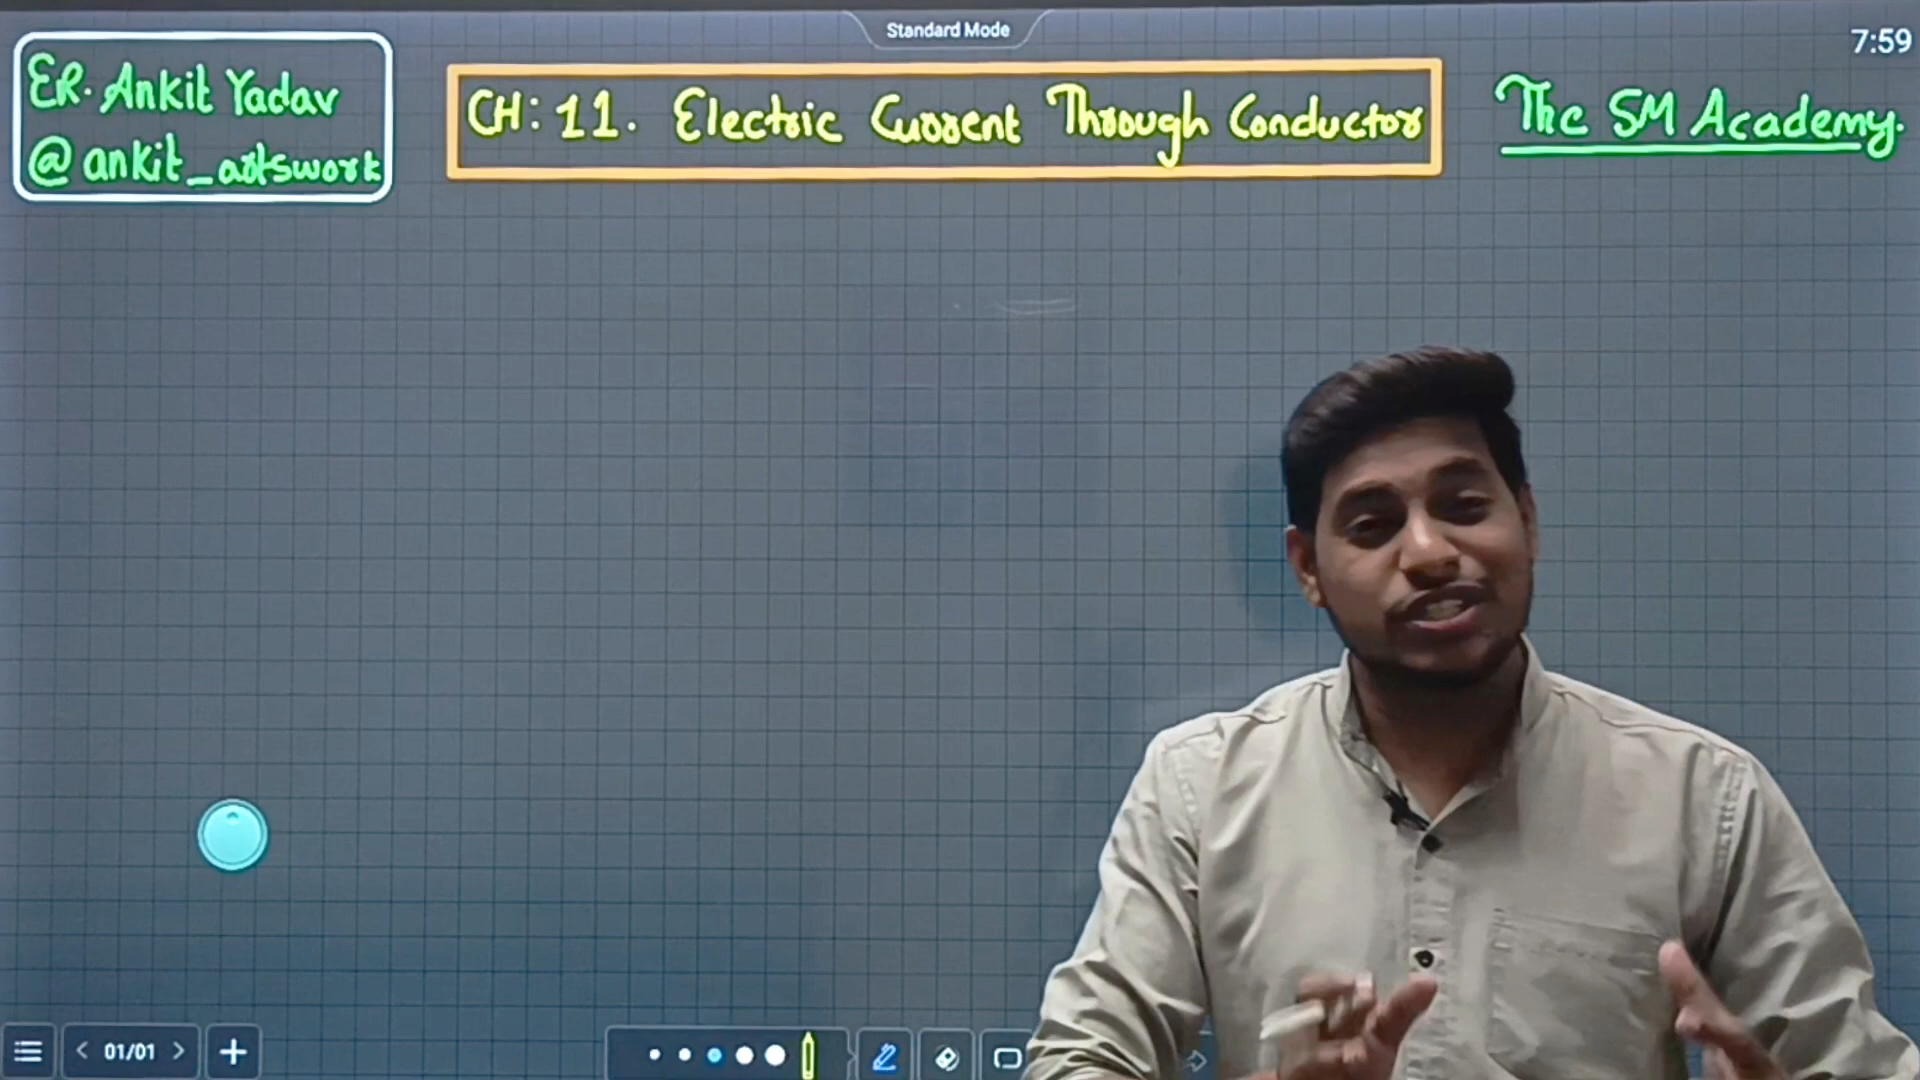 Standard Mode
7:59
ER. Ankit Yadav
@ankit_artswork
CH: 11. Electric Current Through Conductor
The SM Academy.
01/01